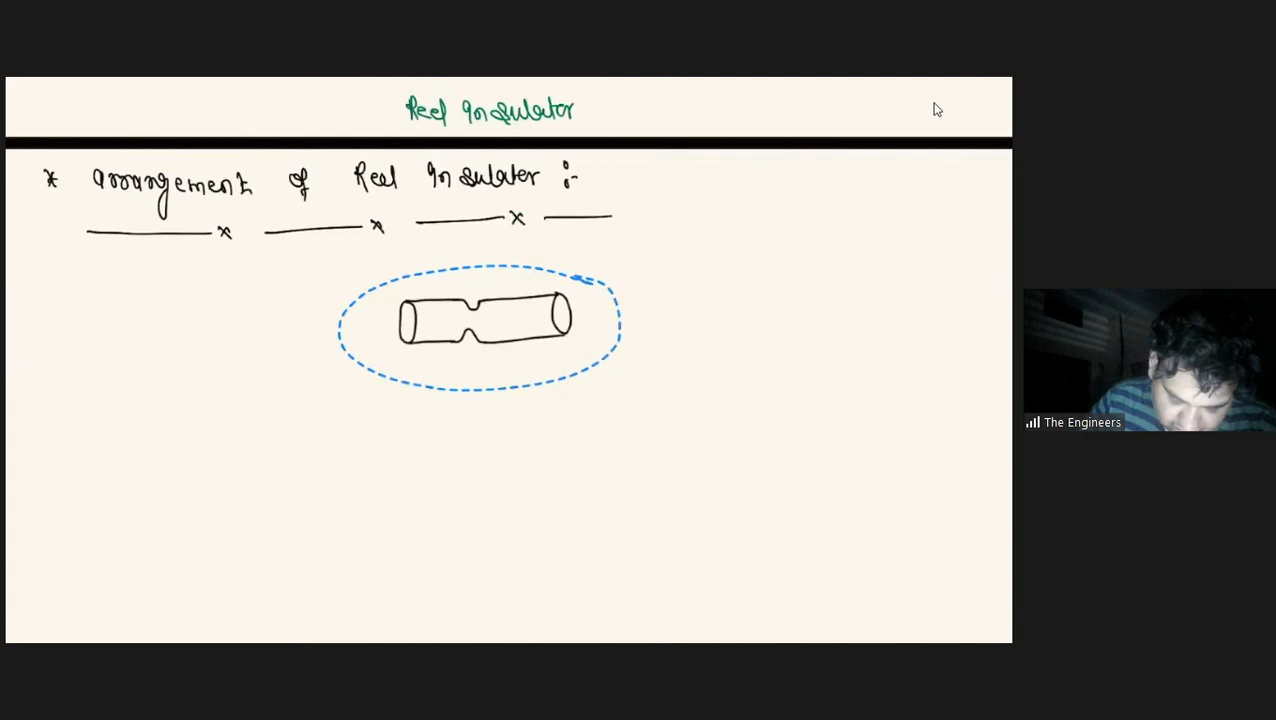 Reel Insulator
* arrangement of Reel Insulator :-
The Engineers